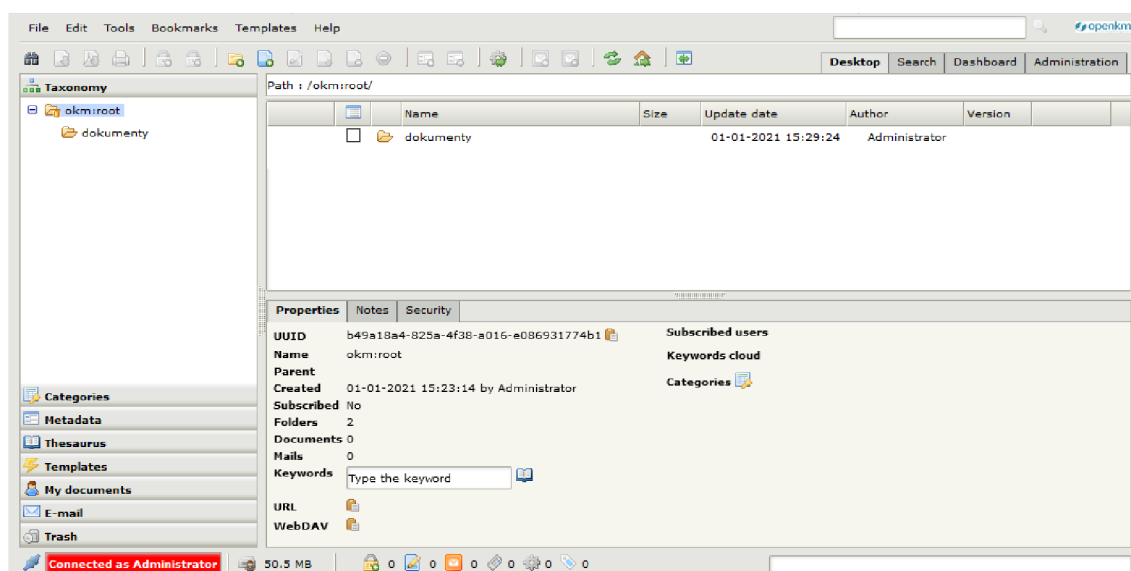 File Edit Tools Bookmarks Templates Help
openkm
Desktop Search Dashboard Administration
Taxonomy
Path : /okm:root/
okm:root
dokumenty
Name Size Update date Author Version
dokumenty 01-01-2021 15:29:24 Administrator
Properties Notes Security
UUID b49a18a4-825a-4f38-a016-e086931774b1
Name okm:root
Parent
Created 01-01-2021 15:23:14 by Administrator
Subscribed No
Folders 2
Documents 0
Mails 0
Keywords Type the keyword
URL
WebDAV
Subscribed users
Keywords cloud
Categories
Categories
Metadata
Thesaurus
Templates
My documents
E-mail
Trash
Connected as Administrator 50.5 MB 0 0 0 0 0 0